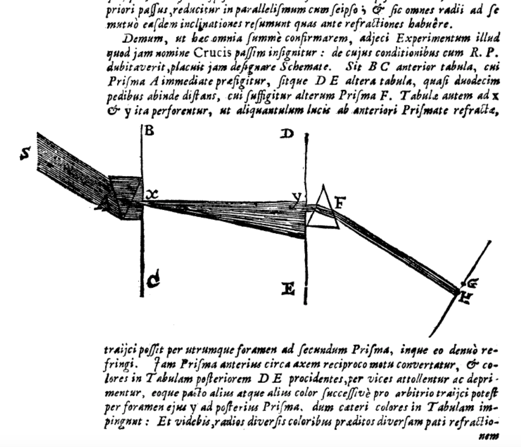 priori paſſus, reducitur in parallelismum cum seipso ; & ſic omnes radii ad ſe
mutuò eaſdem inclinationes reſumunt quas ante refractiones habuêre.
Demum, ut hæc omnia ſummè confirmarem, adjeci Experimentum illud
quod jam nomine Crucis paſſim inſignitur : de cujus conditionibus cum R. P.
dubitaverit, placuit jam deſignare Schemate. Sit BC anterior tabula, cui
Priſma A immediate præfigitur, ſitque DE altera tabula, quaſi duodecim
pedibus abinde diſtans, cui ſuffigitur alterum Priſma F. Tabulæ autem ad x
& y ita perforentur, ut aliquantulum lucis ab anteriori Priſmate refractæ,
B
D
S
A
x
y
F
C
E
G
H
trajici poſſit per utrumque foramen ad ſecundum Priſma, inque eo denuò re-
fringi. Jam Priſma anterius circa axem reciproco motu convertatur, & co-
lores in Tabulam poſteriorem DE procidentes, per vices attollentur ac depri-
mentur, eoque pacto alius atque alius color ſucceſſivè pro arbitrio trajici poteſt
per foramen ejus y ad poſterius Priſma. dum cæteri colores in Tabulam im-
pingunt : Et videbis, radios diverſis coloribus præditos diverſam pati refractio-
nem